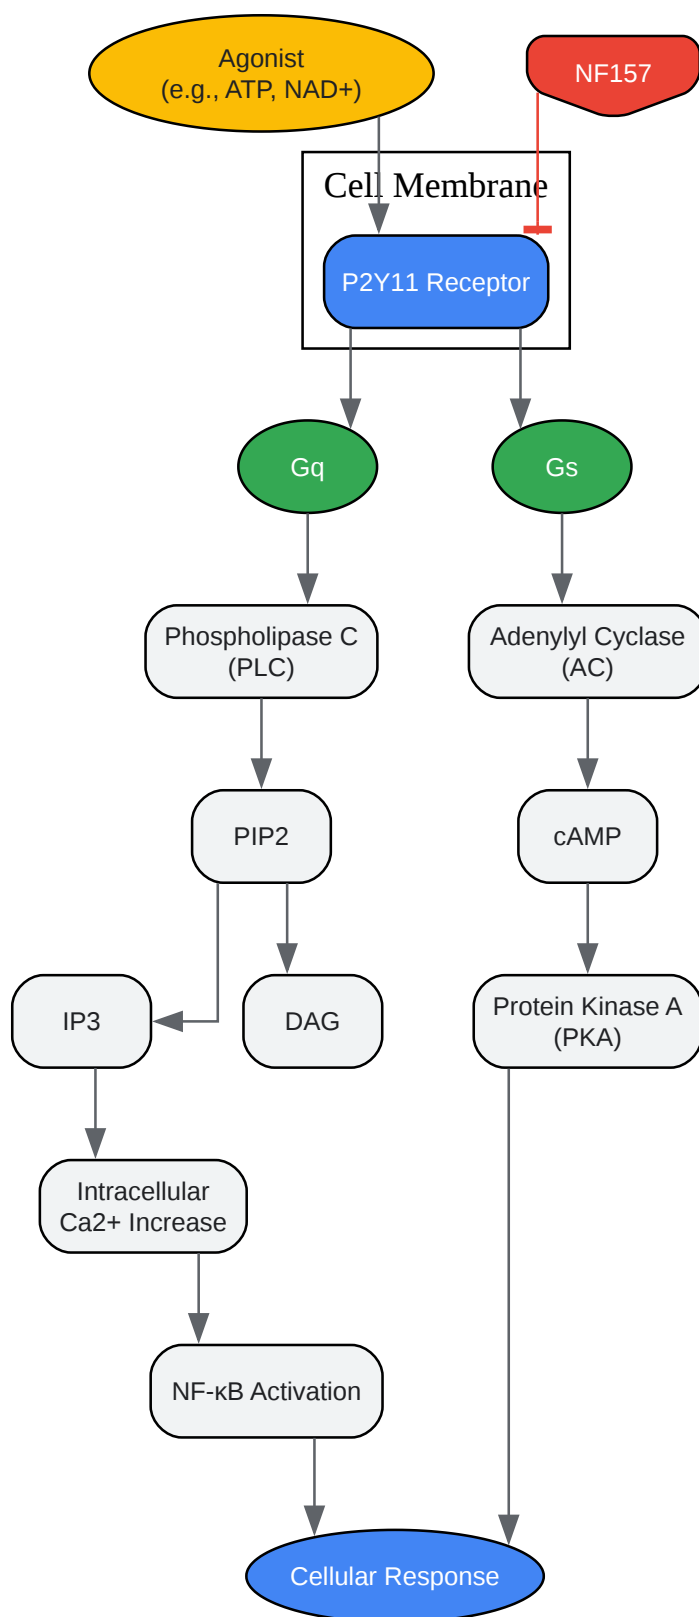 Agonist
(e.g., ATP, NAD+)
NF157
Cell Membrane
P2Y11 Receptor
Gq
Gs
Phospholipase C
(PLC)
Adenylyl Cyclase
(AC)
PIP2
cAMP
IP3
DAG
Protein Kinase A
(PKA)
Intracellular
Ca2+ Increase
NF-κB Activation
Cellular Response